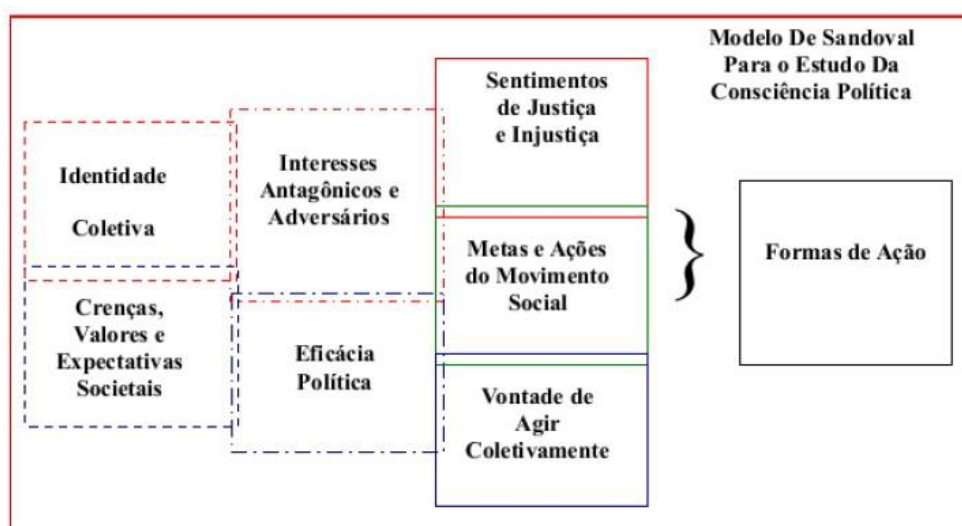 Modelo De Sandoval
Para o Estudo Da
Consciência Política
Identidade
Coletiva
Crenças,
Valores e
Expectativas
Societais
Interesses
Antagônicos e
Adversários
Eficácia
Política
Sentimentos
de Justiça
e Injustiça
Metas e Ações
do Movimento
Social
Vontade de
Agir
Coletivamente
}
Formas de Ação